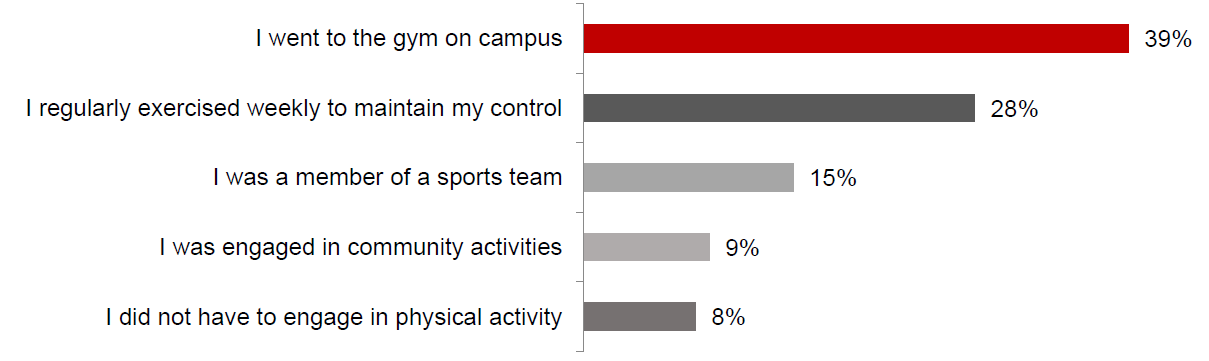 I went to the gym on campus 39%
I regularly exercised weekly to maintain my control 28%
I was a member of a sports team 15%
I was engaged in community activities 9%
I did not have to engage in physical activity 8%